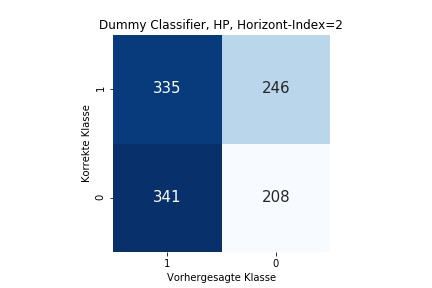 Dummy Classifier, HP, Horizont-Index=2
Korrekte Klasse
1
335 246
0
341 208
1 0
Vorhergesagte Klasse